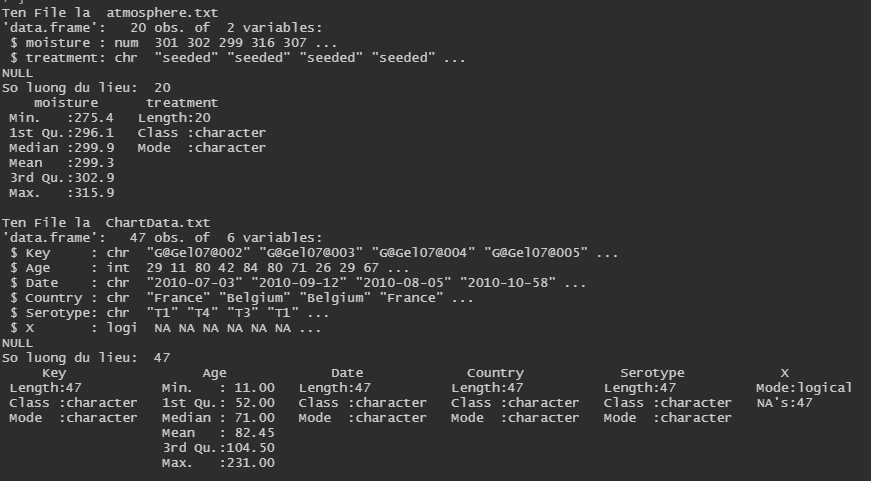 Ten File la  atmosphere.txt
'data.frame':   20 obs. of  2 variables:
 $ moisture : num  301 302 299 316 307 ...
 $ treatment: chr  "seeded" "seeded" "seeded" "seeded" ...
NULL
So luong du lieu:  20
    moisture      treatment
 Min.   :275.4   Length:20
 1st Qu.:296.1   Class :character
 Median :299.9   Mode  :character
 Mean   :299.3
 3rd Qu.:302.9
 Max.   :315.9
Ten File la  ChartData.txt
'data.frame':   47 obs. of  6 variables:
 $ Key     : chr  "G@Gel07@002" "G@Gel07@003" "G@Gel07@004" "G@Gel07@005" ...
 $ Age     : int  29 11 80 42 84 80 71 26 29 67 ...
 $ Date    : chr  "2010-07-03" "2010-09-12" "2010-08-05" "2010-10-58" ...
 $ Country : chr  "France" "Belgium" "Belgium" "France" ...
 $ Serotype: chr  "T1" "T4" "T3" "T1" ...
 $ X       : logi  NA NA NA NA NA NA ...
NULL
So luong du lieu:  47
     Key              Age           Date             Country            Serotype            X
 Length:47          Min.   : 11.00   Length:47          Length:47          Length:47          Mode:logical
 Class :character   1st Qu.: 52.00   Class :character   Class :character   Class :character   NA's:47
 Mode  :character   Median : 71.00   Mode  :character   Mode  :character   Mode  :character
                    Mean   : 82.45
                    3rd Qu.:104.50
                    Max.   :231.00